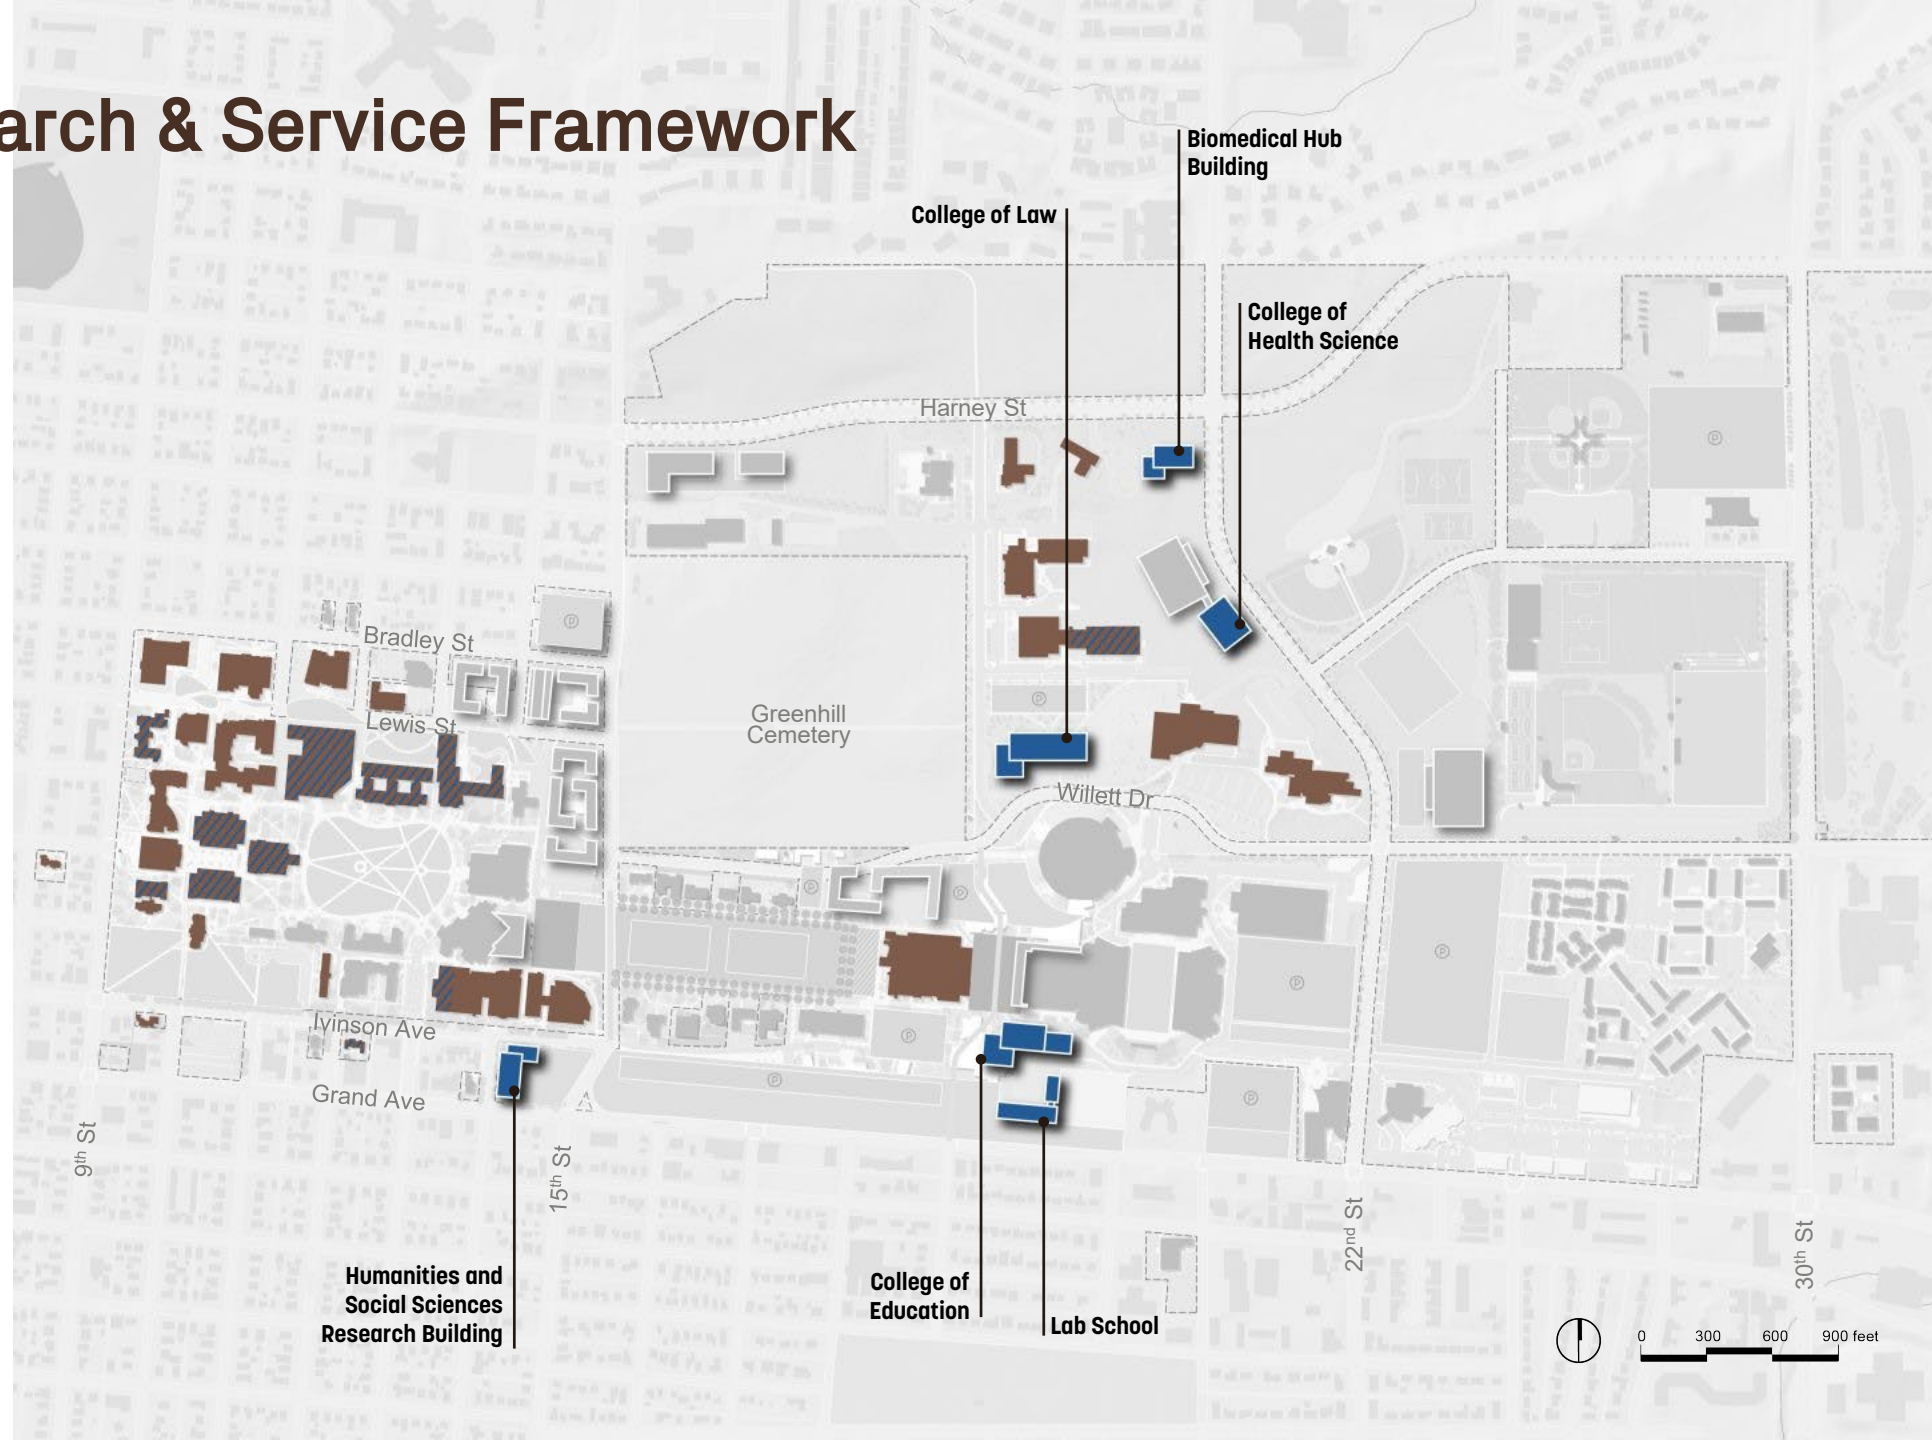 arch & Service Framework
Biomedical Hub
Building
College of Law
College of
Health Science
Harney St
Bradley St
Lewis St
Greenhill
Cemetery
Willett Dr
Ivinson Ave
Grand Ave
9th St
15th St
22nd St
30th St
Humanities and
Social Sciences
Research Building
College of
Education
Lab School
0 300 600 900 feet
P
P
P
P
P
P
P
P
P
P